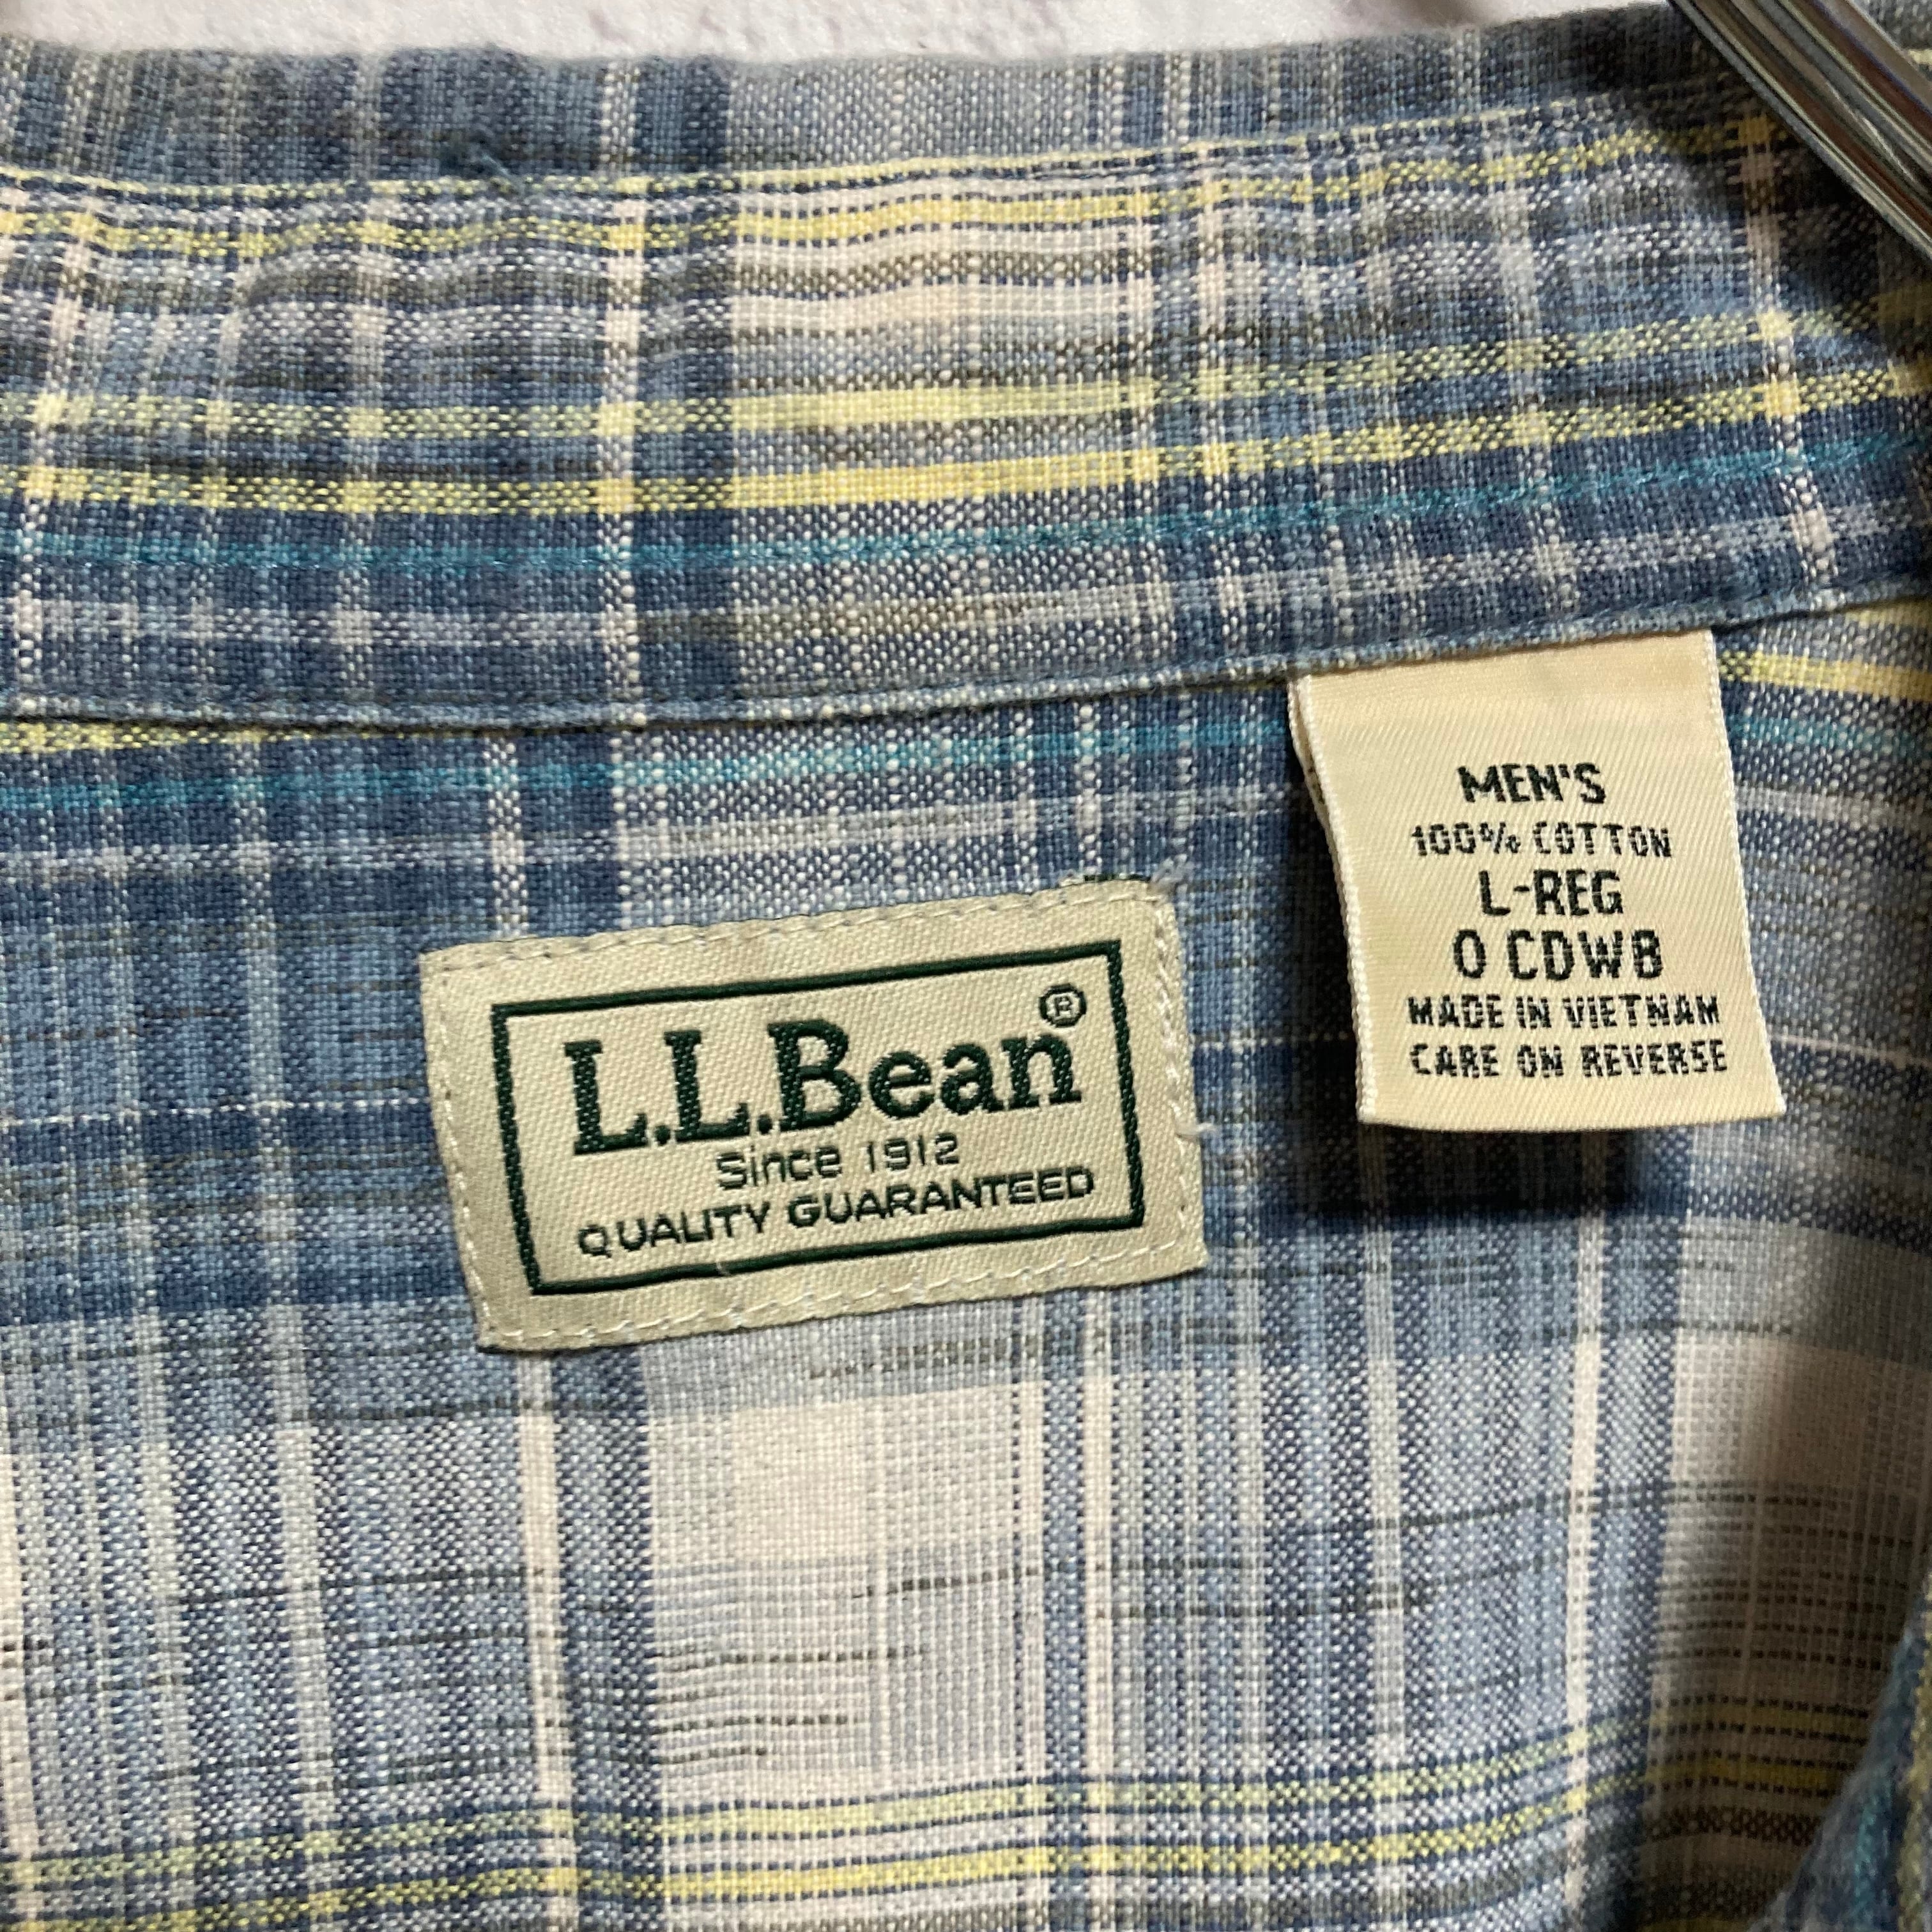 L.L.Bean®
Since 1912
QUALITY GUARANTEED
MEN'S
100% COTTON
L-REG
0 CDW8
MADE IN VIETNAM
CARE ON REVERSE